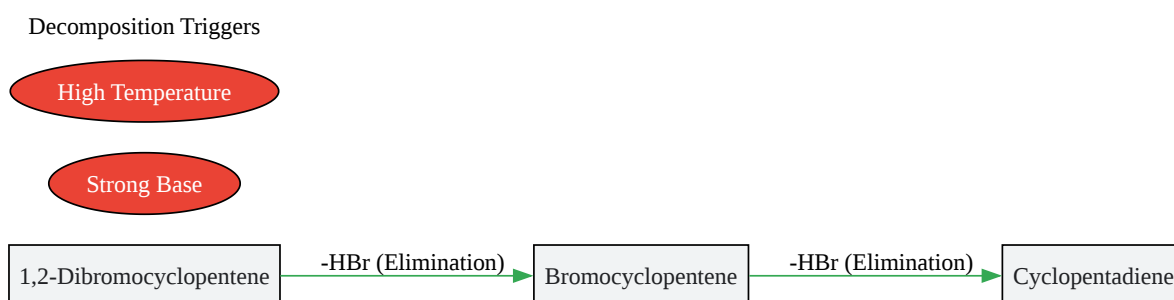 Decomposition Triggers
High Temperature
Strong Base
1,2-Dibromocyclopentene
-HBr (Elimination)
Bromocyclopentene
-HBr (Elimination)
Cyclopentadiene